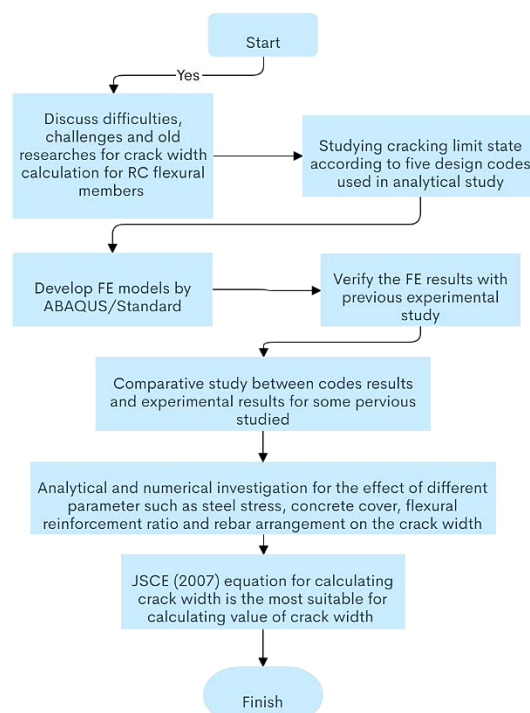 Start
Yes
Discuss difficulties,
challenges and old
researches for crack width
calculation for RC flexural
members
Studying cracking limit state
according to five design codes
used in analytical study
Develop FE models by
ABAQUS/Standard
Verify the FE results with
previous experimental
study
Comparative study between codes results
and experimental results for some pervious
studied
Analytical and numerical investigation for the effect of different
parameter such as steel stress, concrete cover, flexural
reinforcement ratio and rebar arrangement on the crack width
JSCE (2007) equation for calculating
crack width is the most suitable for
calculating value of crack width
Finish